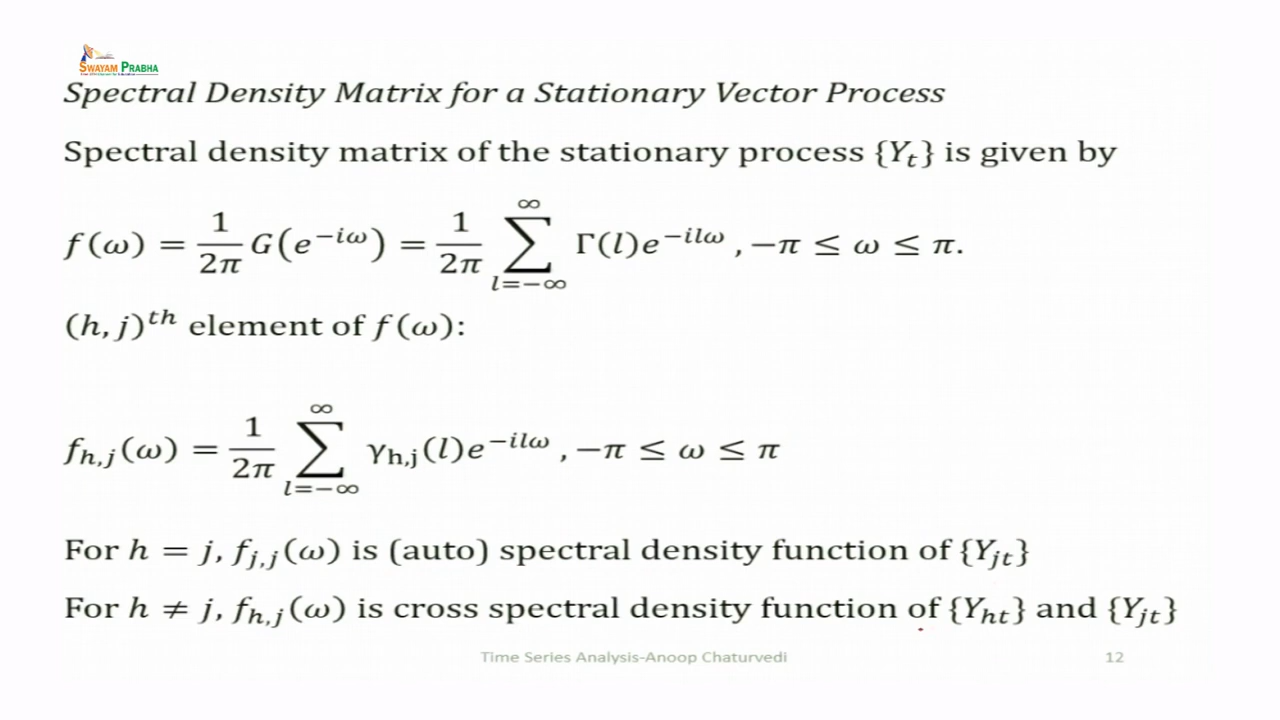 SWAYAM PRABHA
Spectral Density Matrix for a Stationary Vector Process
Spectral density matrix of the stationary process {Y_t} is given by
f(ω) = 1/2π G(e^{−iω}) = 1/2π ∑_{l=−∞}^{∞} Γ(l)e^{−ilω}, −π ≤ ω ≤ π.
(h, j)^{th} element of f(ω):
f_{h,j}(ω) = 1/2π ∑_{l=−∞}^{∞} γ_{h,j}(l)e^{−ilω}, −π ≤ ω ≤ π
For h = j, f_{j,j}(ω) is (auto) spectral density function of {Y_{jt}}
For h ≠ j, f_{h,j}(ω) is cross spectral density function of {Y_{ht}} and {Y_{jt}}
Time Series Analysis-Anoop Chaturvedi 12